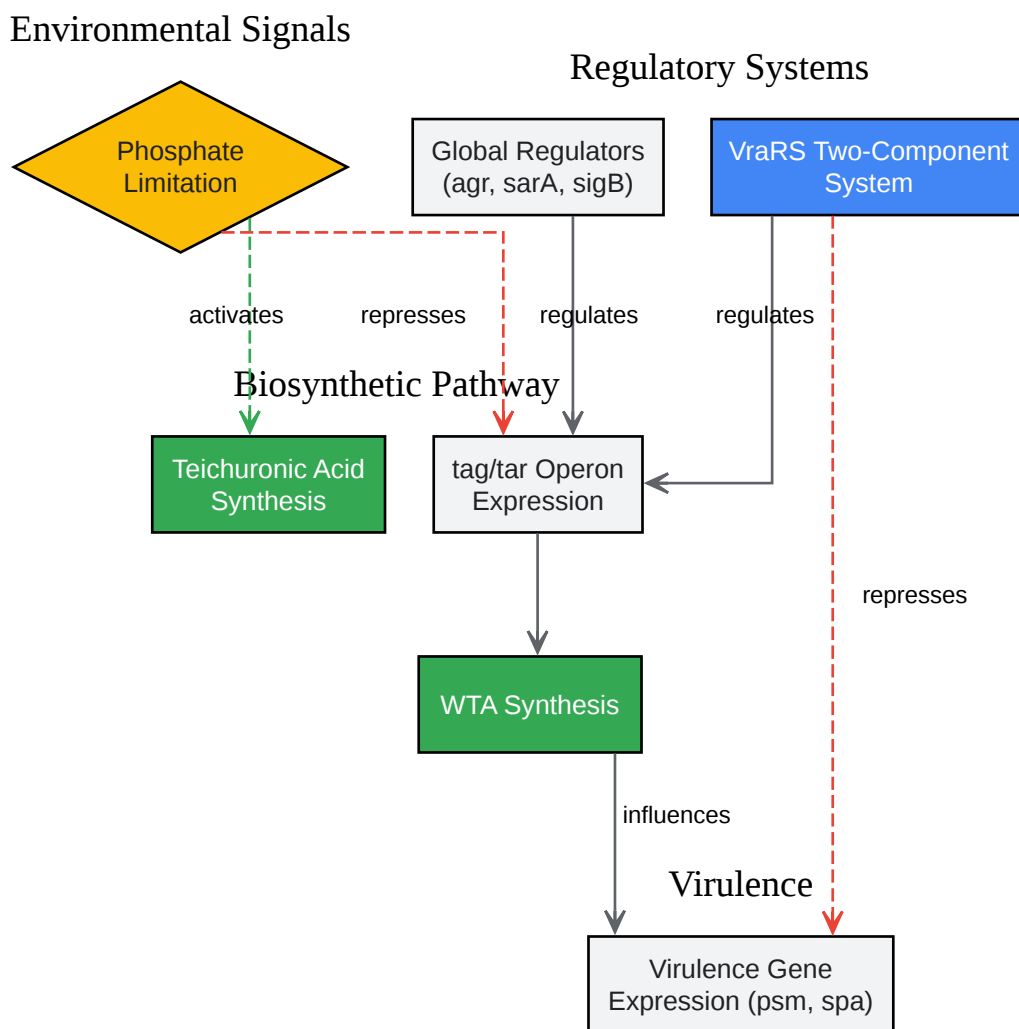 Environmental Signals
Regulatory Systems
Phosphate
Limitation
Global Regulators
(agr, sarA, sigB)
VraRS Two-Component
System
activates
represses
regulates
regulates
Biosynthetic Pathway
Teichuronic Acid
Synthesis
tag/tar Operon
Expression
represses
WTA Synthesis
influences
Virulence
Virulence Gene
Expression (psm, spa)